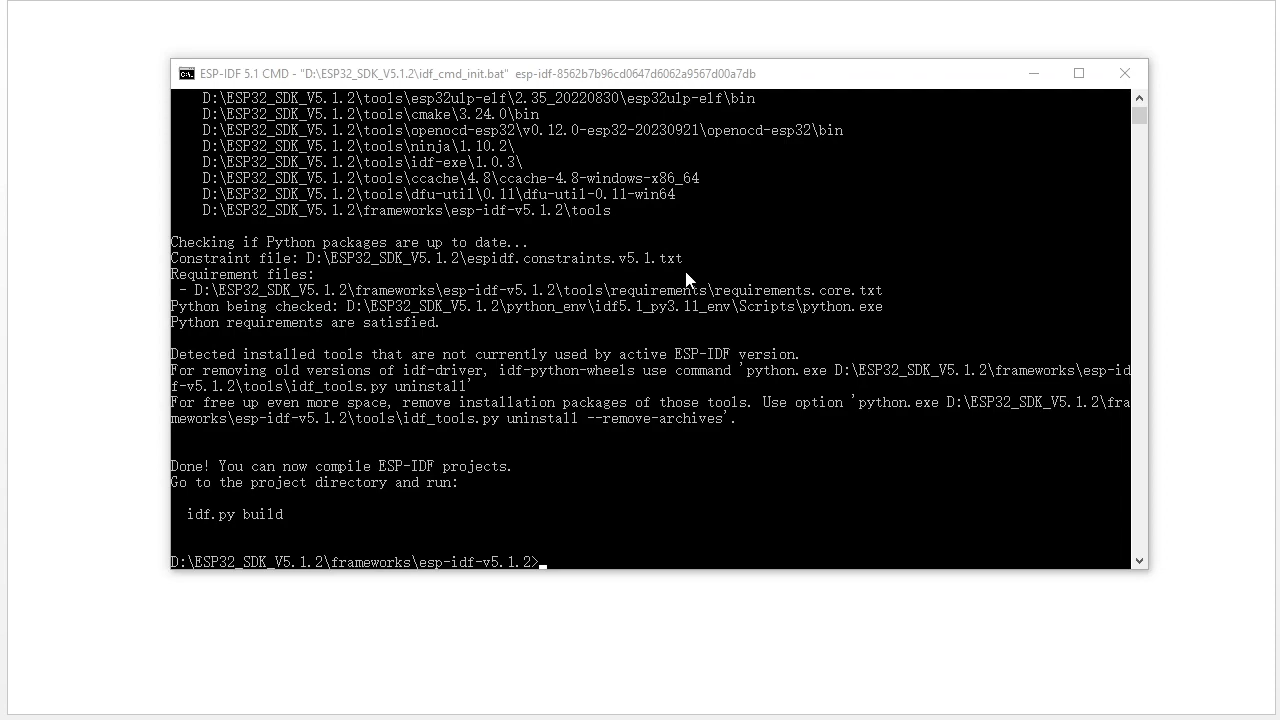 ESP-IDF 5.1 CMD - "D:\ESP32_SDK_V5.1.2\idf_cmd_init.bat" esp-idf-8562b7b96cd0647d6062a9567d00a7db
D:\ESP32_SDK_V5.1.2\tools\esp32ulp-elf\2.35_20220830\esp32ulp-elf\bin
D:\ESP32_SDK_V5.1.2\tools\cmake\3.24.0\bin
D:\ESP32_SDK_V5.1.2\tools\openocd-esp32\v0.12.0-esp32-20230921\openocd-esp32\bin
D:\ESP32_SDK_V5.1.2\tools\ninja\1.10.2\
D:\ESP32_SDK_V5.1.2\tools\idf-exe\1.0.3\
D:\ESP32_SDK_V5.1.2\tools\ccache\4.8\ccache-4.8-windows-x86_64
D:\ESP32_SDK_V5.1.2\tools\dfu-util\0.11\dfu-util-0.11-win64
D:\ESP32_SDK_V5.1.2\frameworks\esp-idf-v5.1.2\tools
Checking if Python packages are up to date...
Constraint file: D:\ESP32_SDK_V5.1.2\espidf.constraints.v5.1.txt
Requirement files:
- D:\ESP32_SDK_V5.1.2\frameworks\esp-idf-v5.1.2\tools\requirements\requirements.core.txt
Python being checked: D:\ESP32_SDK_V5.1.2\python_env\idf5.1_py3.11_env\Scripts\python.exe
Python requirements are satisfied.
Detected installed tools that are not currently used by active ESP-IDF version.
For removing old versions of idf-driver, idf-python-wheels use command 'python.exe D:\ESP32_SDK_V5.1.2\frameworks\esp-id
f-v5.1.2\tools\idf_tools.py uninstall'
For free up even more space, remove installation packages of those tools. Use option 'python.exe D:\ESP32_SDK_V5.1.2\fra
meworks\esp-idf-v5.1.2\tools\idf_tools.py uninstall --remove-archives'.
Done! You can now compile ESP-IDF projects.
Go to the project directory and run:
idf.py build
D:\ESP32_SDK_V5.1.2\frameworks\esp-idf-v5.1.2>